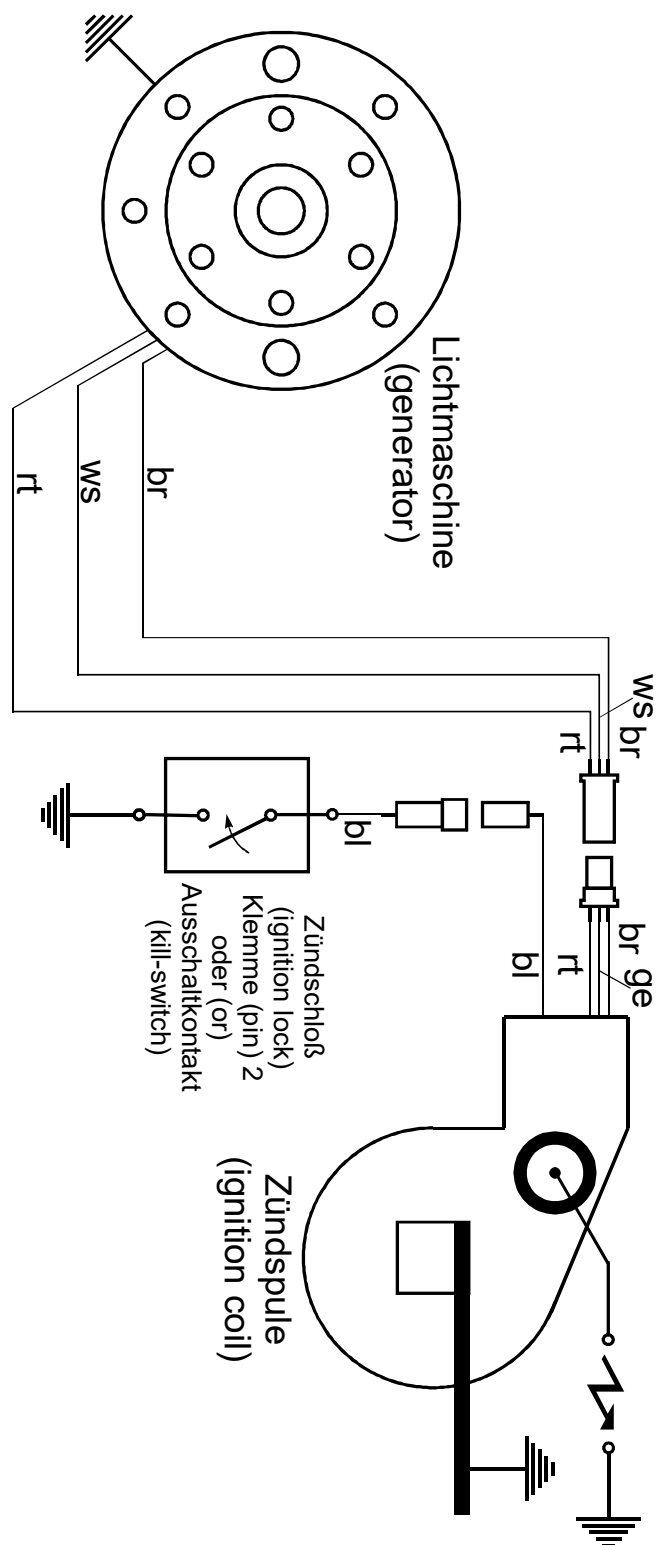 Lichtmaschine
(generator)
br
ws
rt
ws
br
rt
bl
Zündschloß
(ignition lock)
Klemme (pin) 2
oder (or)
Ausschaltkontakt
(kill-switch)
br
ge
rt
bl
Zündspule
(ignition coil)